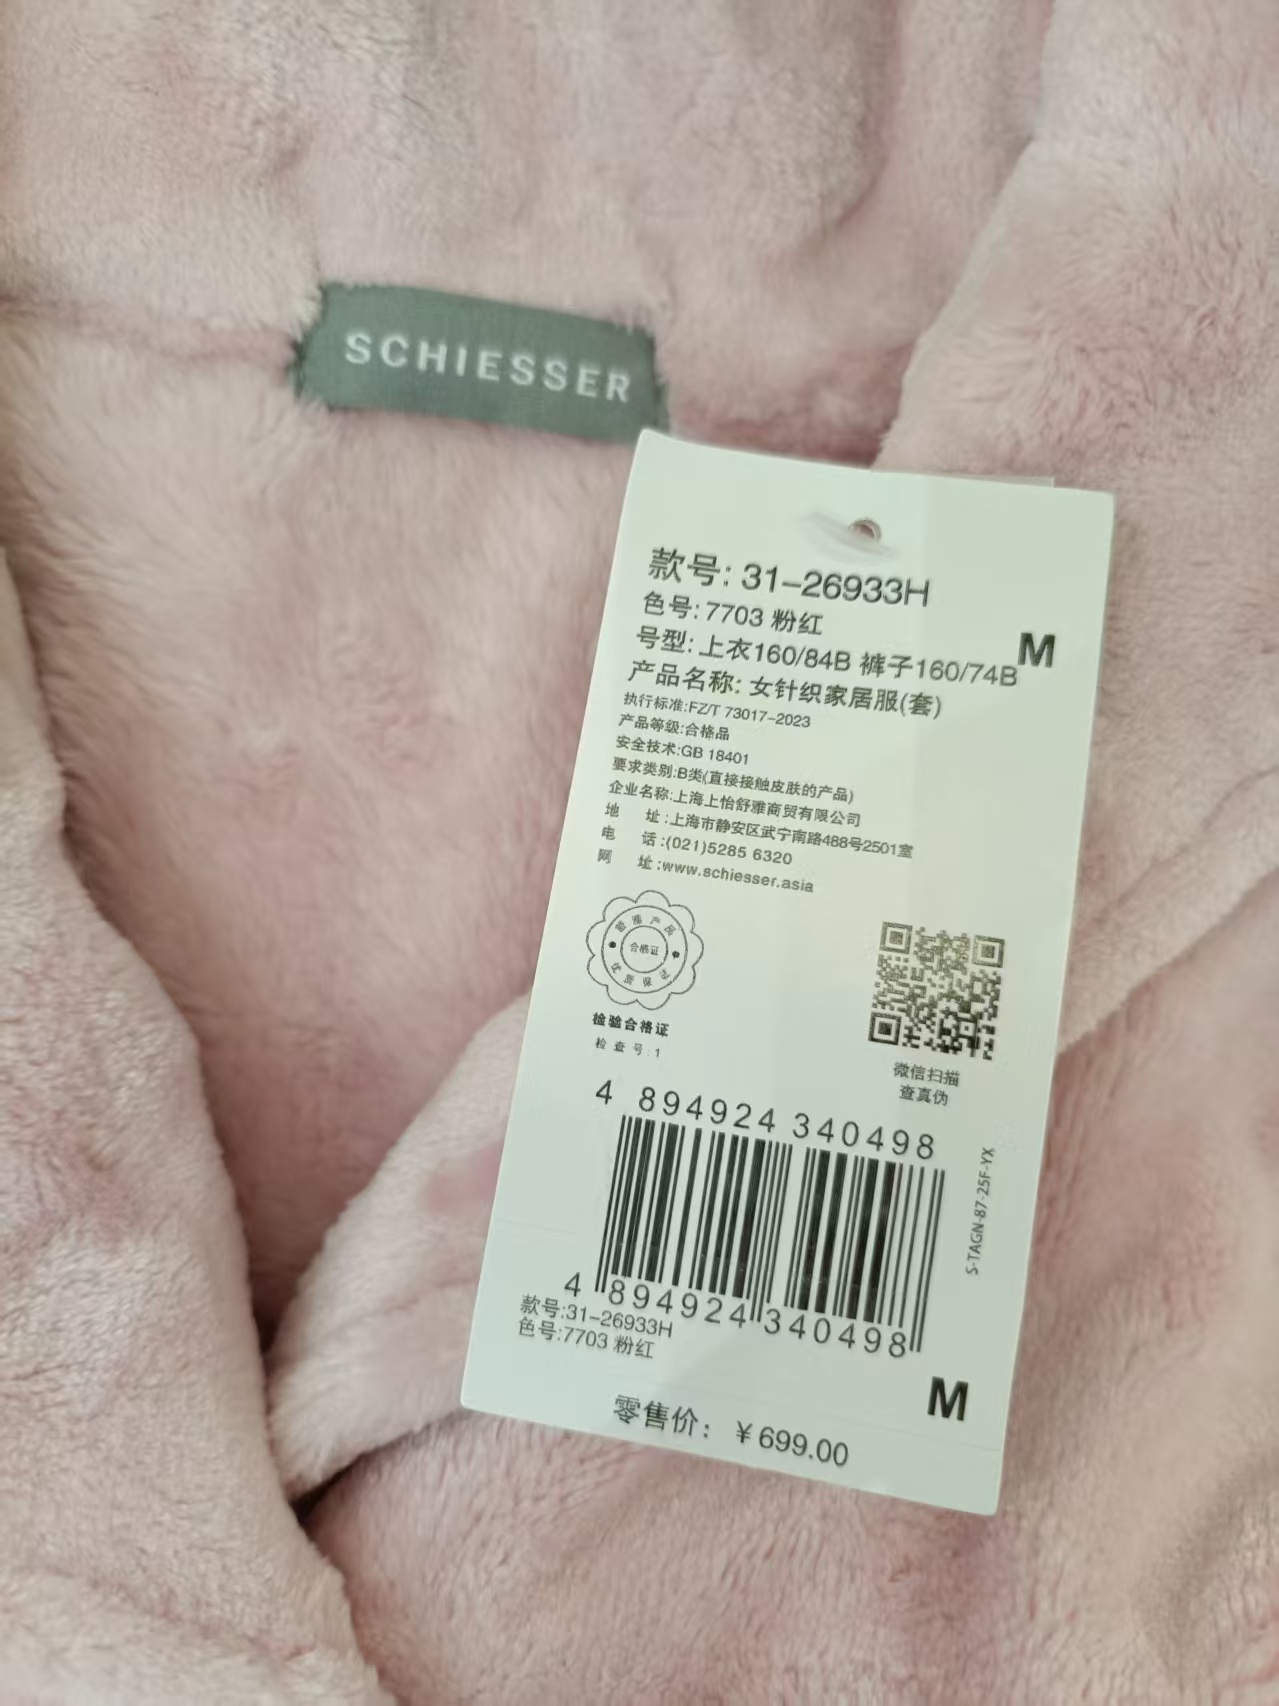 SCHIESSER
款号: 31-26933H
色号: 7703 粉红
M
号型: 上衣160/84B 裤子160/74B
产品名称: 女针织家居服(套)
执行标准:FZ/T 73017-2023
产品等级:合格品
安全技术:GB 18401
要求类别:B类(直接接触皮肤的产品)
企业名称:上海上怡舒雅商贸有限公司
地 址:上海市静安区武宁南路488号2501室
电 话:(021)5285 6320
网 址:www.schiesser.asia
舒雅产品
合格证
优质保证
检验合格证
检查号:1
微信扫描
查真伪
4 894924 340498
S-TAGN-87-25F-YX
4 894924 340498
款号:31-26933H
色号:7703 粉红
M
零售价: ¥699.00